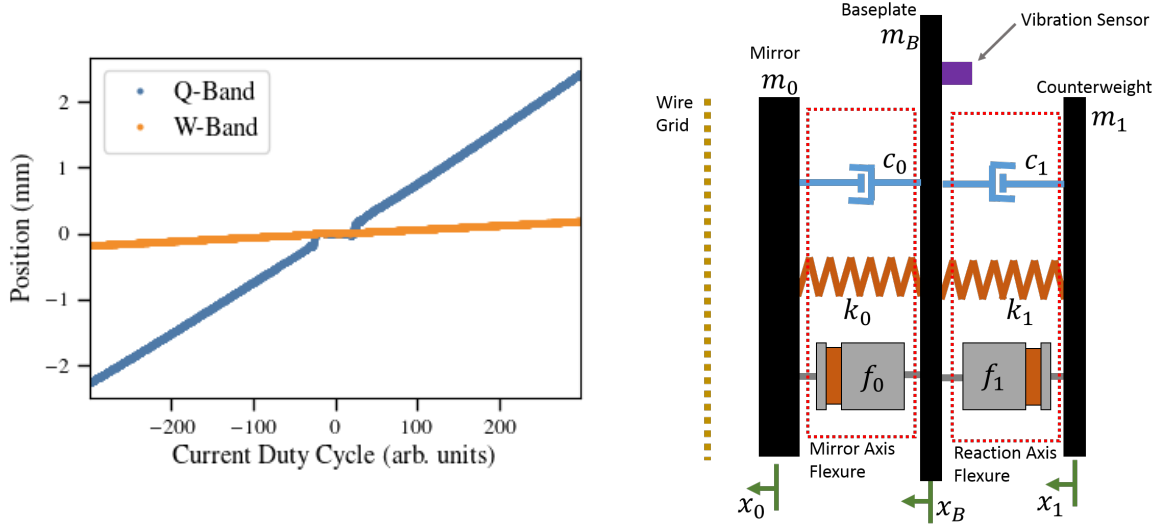 Q-Band
W-Band
2
1
0
−1
−2
−200
−100
0
100
200
Position (mm)
Current Duty Cycle (arb. units)
Baseplate
m_B
Vibration Sensor
Mirror
m_0
Counterweight
m_1
Wire
Grid
c_0
c_1
k_0
k_1
f_0
f_1
Mirror Axis
Flexure
Reaction Axis
Flexure
x_0
x_B
x_1